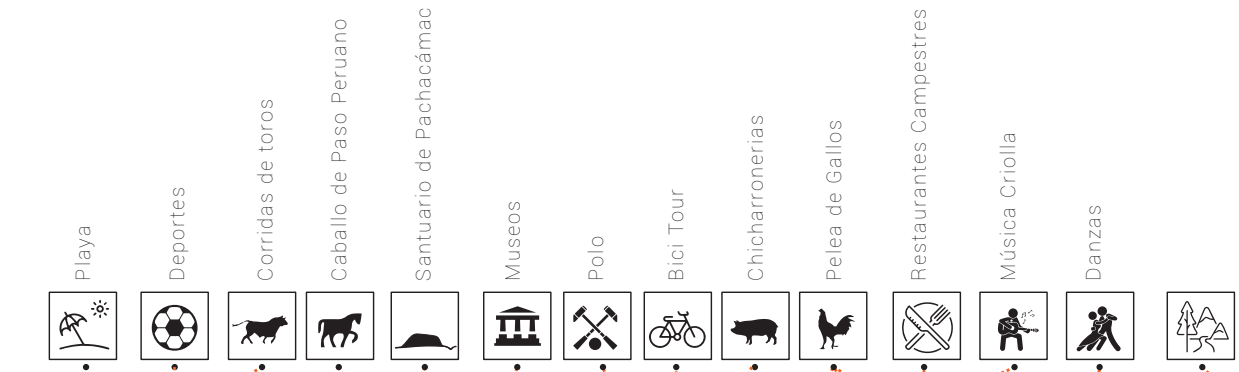 Playa
Deportes
Corridas de toros
Caballo de Paso Peruano
Santuario de Pachacámac
Museos
Polo
Bici Tour
Chicharronerias
Pelea de Gallos
Restaurantes Campestres
Música Criolla
Danzas